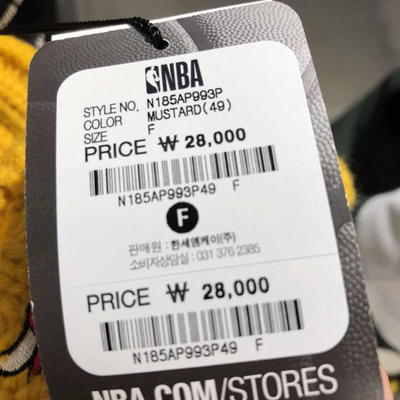 NBA
STYLE NO. N185AP993P
COLOR MUSTARD(49)
SIZE F
PRICE ₩ 28,000
N185AP993P49 F
F
판매원 : 한세엠케이(주)
소비자상담실 : 031 376 2385
PRICE ₩ 28,000
N185AP993P49 F
NBA.COM/STORES